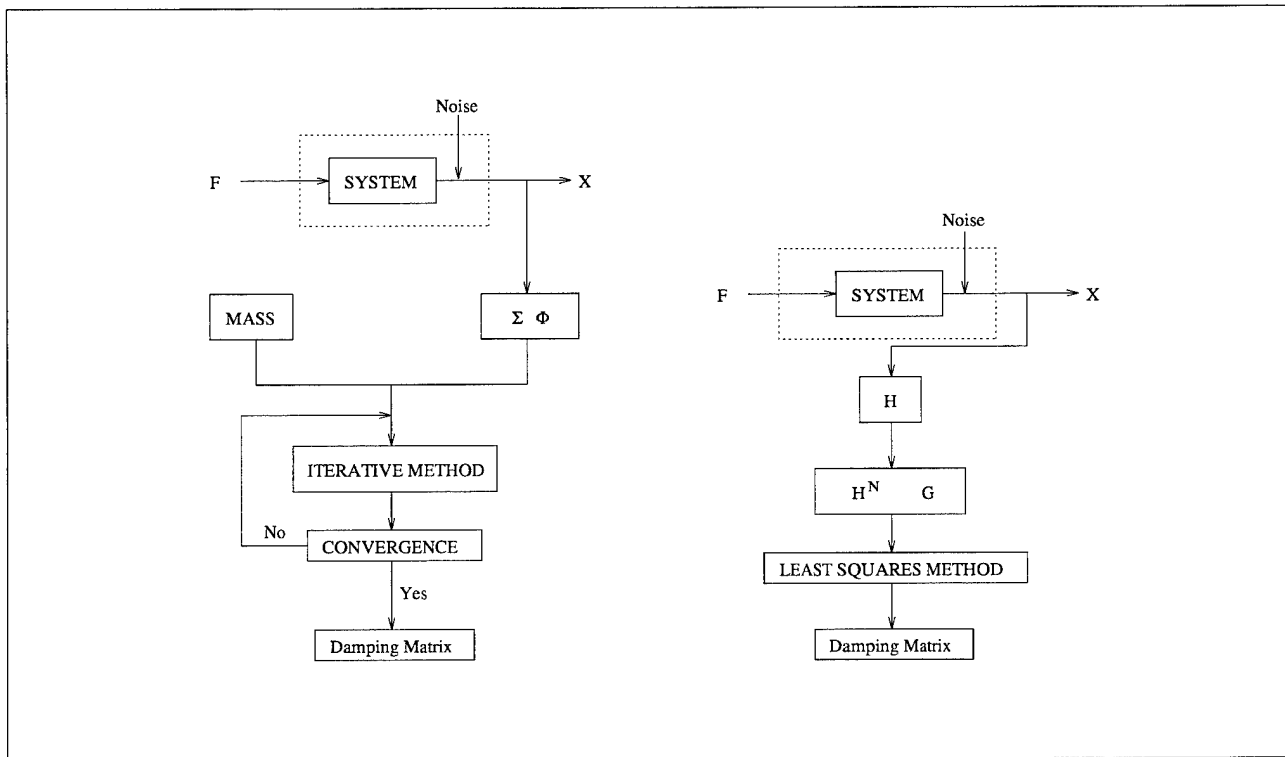 Noise
F
SYSTEM
X
MASS
Σ Φ
ITERATIVE METHOD
No
CONVERGENCE
Yes
Damping Matrix
Noise
F
SYSTEM
X
H
H^N G
LEAST SQUARES METHOD
Damping Matrix